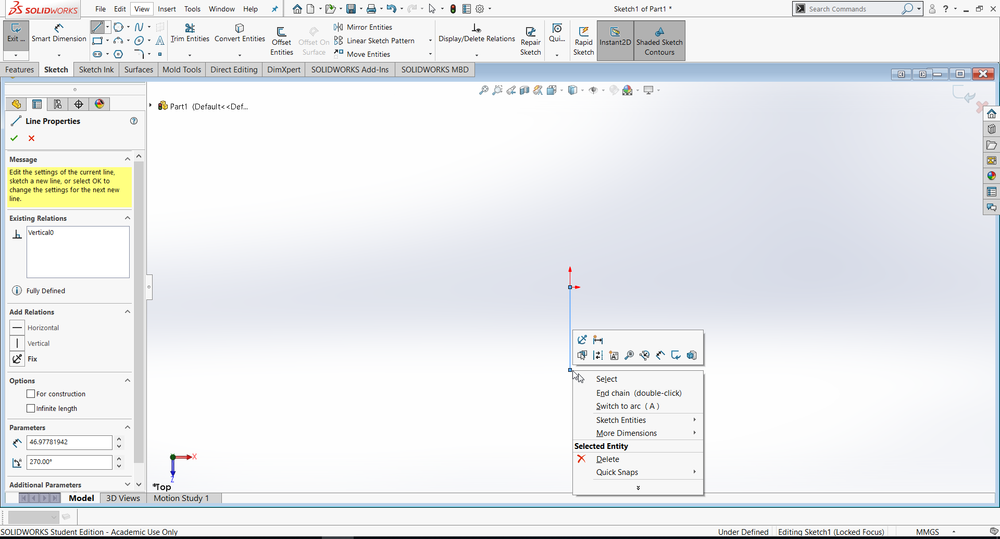 SOLIDWORKS
File Edit View Insert Tools Window Help
Sketch1 of Part1 *
Search Commands
Exit ...
Smart Dimension
Trim Entities
Convert Entities
Offset Entities
Offset On Surface
Mirror Entities
Linear Sketch Pattern
Move Entities
Display/Delete Relations
Repair Sketch
Qui...
Rapid Sketch
Instant2D
Shaded Sketch Contours
Features Sketch Sketch Ink Surfaces Mold Tools Direct Editing DimXpert SOLIDWORKS Add-Ins SOLIDWORKS MBD
Part1 (Default<<Def...
Line Properties
Message
Edit the settings of the current line,
sketch a new line, or select OK to
change the settings for the next new
line.
Existing Relations
Vertical0
Fully Defined
Add Relations
Horizontal
Vertical
Fix
Options
For construction
Infinite length
Parameters
46.97781942
270.00°
Additional Parameters
X
Z
*Top
Select
End chain (double-click)
Switch to arc ( A )
Sketch Entities
More Dimensions
Selected Entity
Delete
Quick Snaps
Model 3D Views Motion Study 1
SOLIDWORKS Student Edition - Academic Use Only
Under Defined Editing Sketch1 (Locked Focus) MMGS